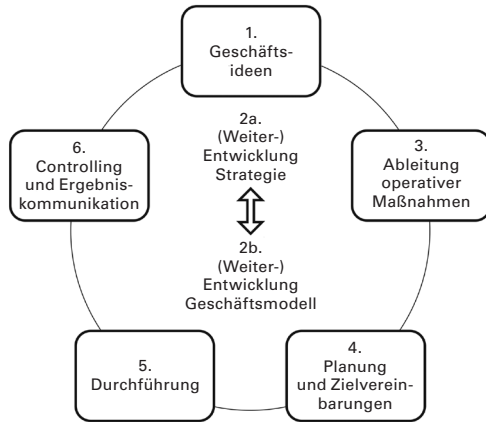 1.
Geschäfts-
ideen
2a.
(Weiter-)
Entwicklung
Strategie
2b.
(Weiter-)
Entwicklung
Geschäftsmodell
3.
Ableitung
operativer
Maßnahmen
4.
Planung
und Zielverein-
barungen
5.
Durchführung
6.
Controlling
und Ergebnis-
kommunikation